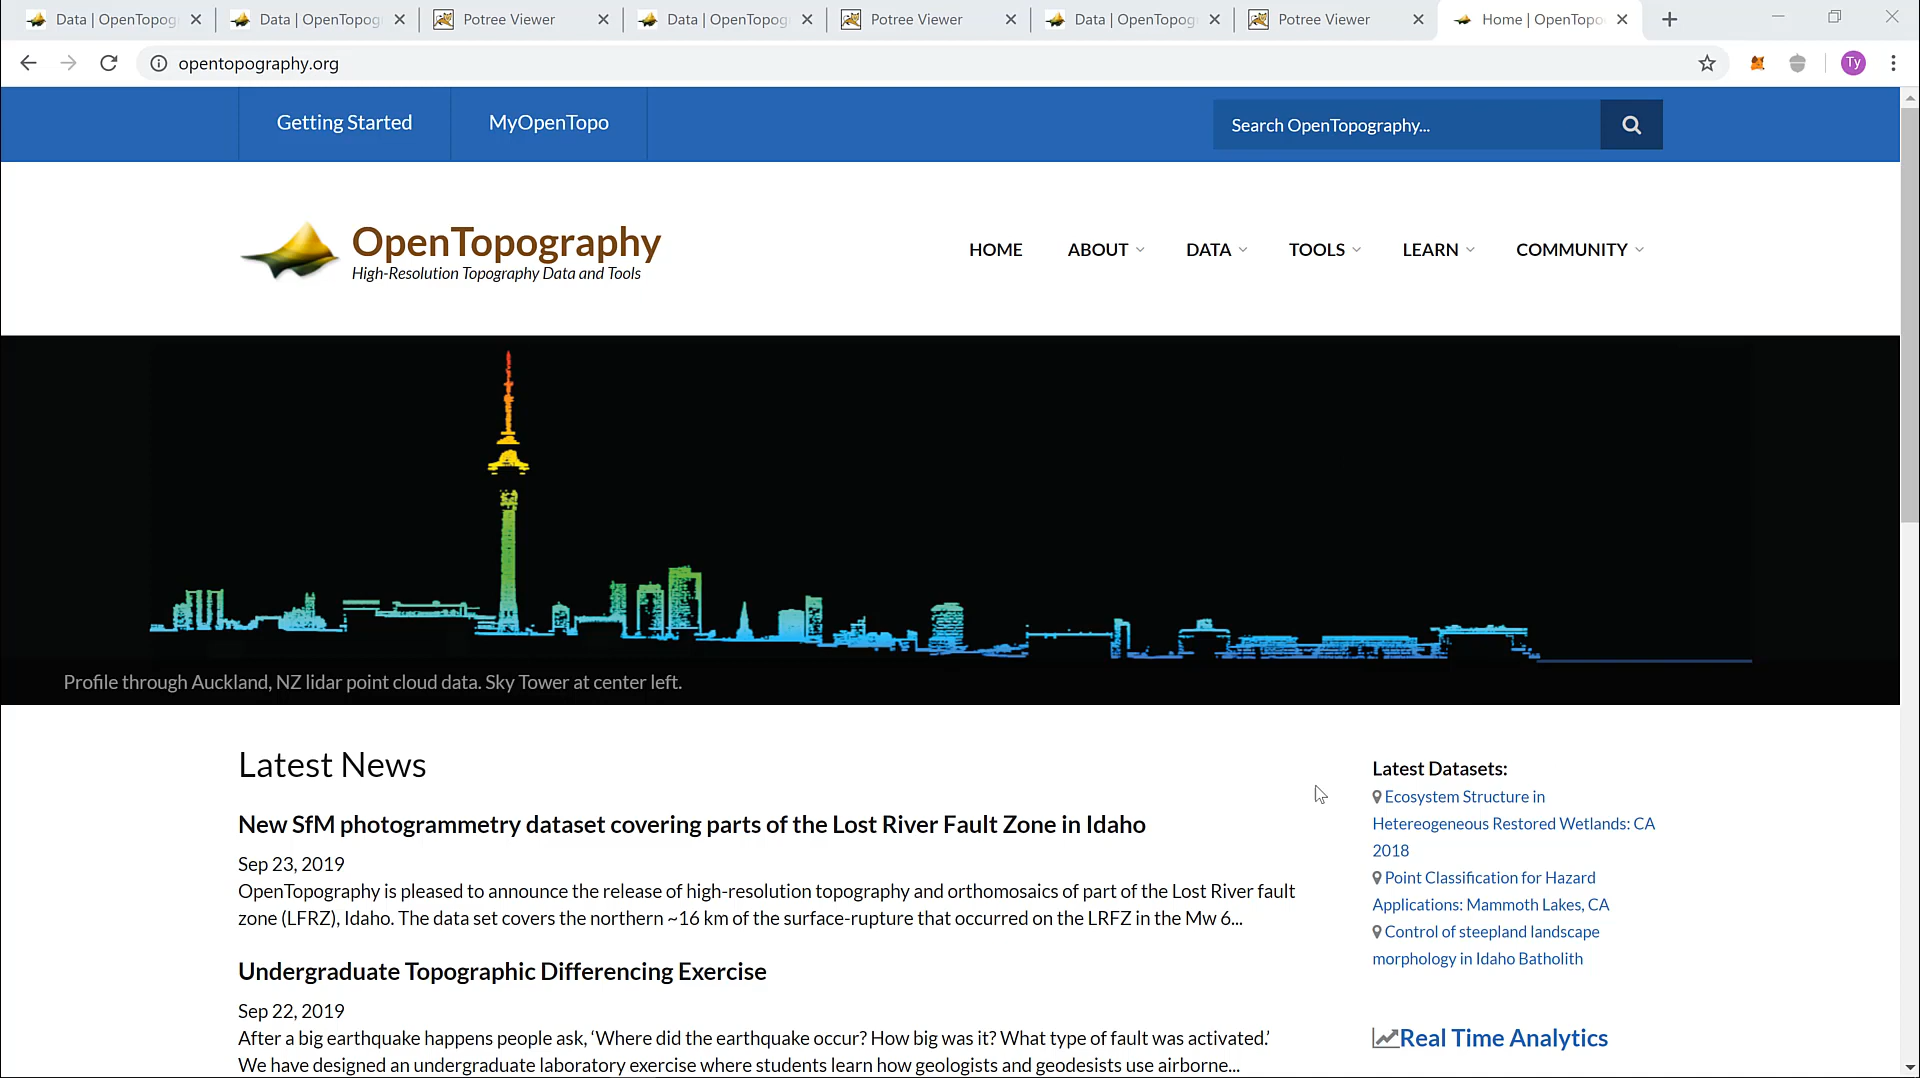 Data | OpenTopog
Data | OpenTopog
Potree Viewer
Data | OpenTopog
Potree Viewer
Data | OpenTopog
Potree Viewer
Home | OpenTopo
opentopography.org
Ty
Getting Started
MyOpenTopo
Search OpenTopography...
OpenTopography
High-Resolution Topography Data and Tools
HOME
ABOUT
DATA
TOOLS
LEARN
COMMUNITY
Profile through Auckland, NZ lidar point cloud data. Sky Tower at center left.
Latest News
New SfM photogrammetry dataset covering parts of the Lost River Fault Zone in Idaho
Sep 23, 2019
OpenTopography is pleased to announce the release of high-resolution topography and orthomosaics of part of the Lost River fault
zone (LFRZ), Idaho. The data set covers the northern ~16 km of the surface-rupture that occurred on the LRFZ in the Mw 6...
Undergraduate Topographic Differencing Exercise
Sep 22, 2019
After a big earthquake happens people ask, ‘Where did the earthquake occur? How big was it? What type of fault was activated.’
We have designed an undergraduate laboratory exercise where students learn how geologists and geodesists use airborne...
Latest Datasets:
Ecosystem Structure in
Hetereogeneous Restored Wetlands: CA
2018
Point Classification for Hazard
Applications: Mammoth Lakes, CA
Control of steepland landscape
morphology in Idaho Batholith
Real Time Analytics